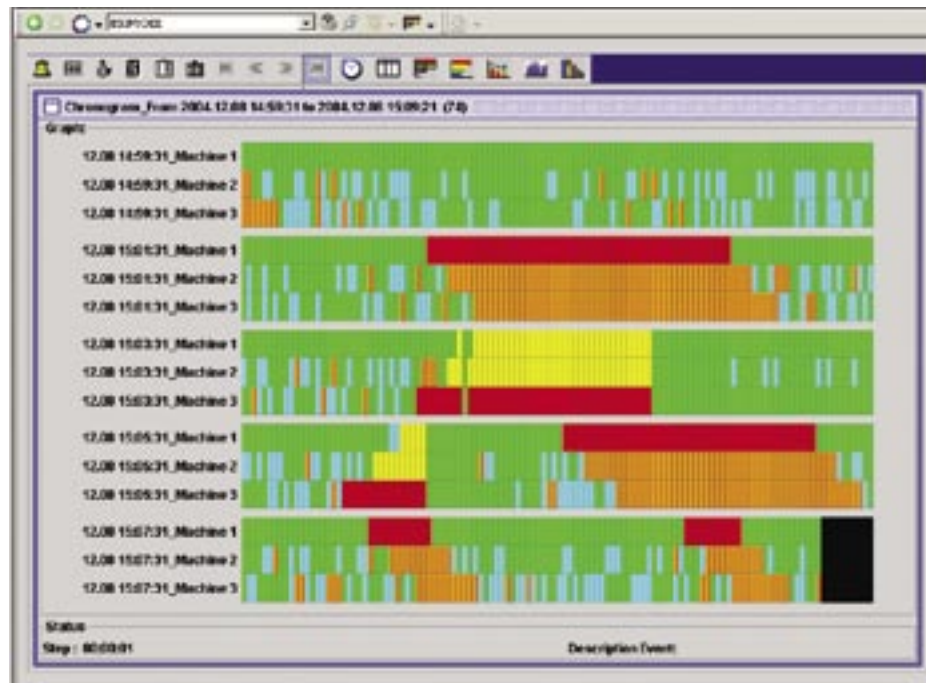 Chronogram_From 2004.12.08 14:59:31 to 2004.12.08 15:09:21 (74)
Graphs
12.08 14:59:31_Machine 1
12.08 14:59:31_Machine 2
12.08 14:59:31_Machine 3
12.08 15:01:31_Machine 1
12.08 15:01:31_Machine 2
12.08 15:01:31_Machine 3
12.08 15:03:31_Machine 1
12.08 15:03:31_Machine 2
12.08 15:03:31_Machine 3
12.08 15:05:31_Machine 1
12.08 15:05:31_Machine 2
12.08 15:05:31_Machine 3
12.08 15:07:31_Machine 1
12.08 15:07:31_Machine 2
12.08 15:07:31_Machine 3
Status
Step : 00:00:01
Description Event: